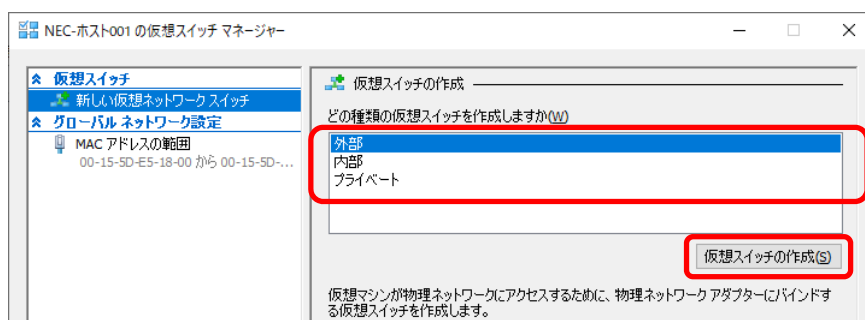 NEC-ホスト001 の仮想スイッチ マネージャー
仮想スイッチ
新しい仮想ネットワーク スイッチ
グローバル ネットワーク設定
MAC アドレスの範囲
00-15-5D-E5-18-00 から 00-15-5D-...
仮想スイッチの作成
どの種類の仮想スイッチを作成しますか(W)
外部
内部
プライベート
仮想スイッチの作成(S)
仮想マシンが物理ネットワークにアクセスするために、物理ネットワーク アダプターにバインドす
る仮想スイッチを作成します。